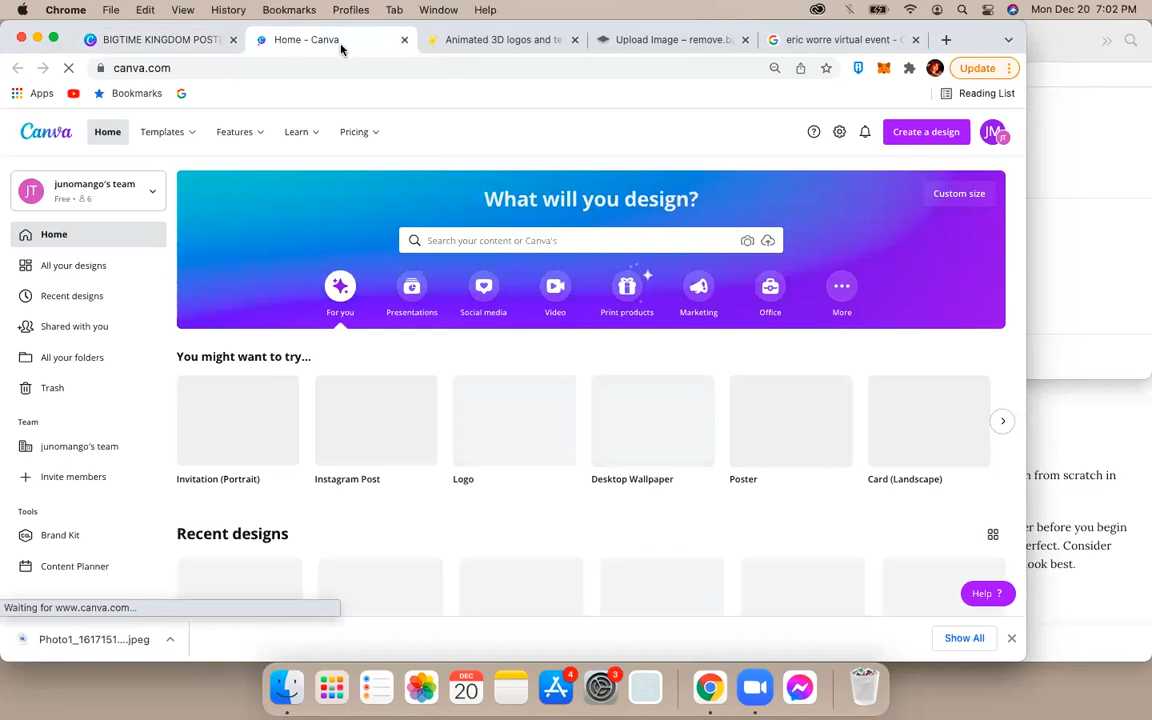 Chrome File Edit View History Bookmarks Profiles Tab Window Help Mon Dec 20 7:02 PM
BIGTIME KINGDOM POST Home - Canva Animated 3D logos and te Upload Image – remove.b eric worre virtual event -
canva.com Update
Apps Bookmarks Reading List
Canva Home Templates Features Learn Pricing Create a design JM
JT
JT junomango's team
Free • 6
What will you design? Custom size
Home
Search your content or Canva's
All your designs
Recent designs
For you Presentations Social media Video Print products Marketing Office More
Shared with you
All your folders
You might want to try...
Trash
Team
junomango's team
Invite members
Invitation (Portrait) Instagram Post Logo Desktop Wallpaper Poster Card (Landscape)
n from scratch in
Tools
er before you begin
Brand Kit
Recent designs
erfect. Consider
ook best.
Content Planner
Help ?
Waiting for www.canva.com...
Photo1_1617151....jpeg Show All
DEC
20
4
3